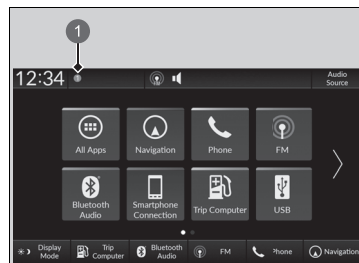 1
12:34
Audio
Source
All Apps
Navigation
Phone
FM
Bluetooth
Audio
Smartphone
Connection
Trip Computer
USB
Display
Mode
Trip
Computer
Bluetooth
Audio
FM
Phone
Navigation